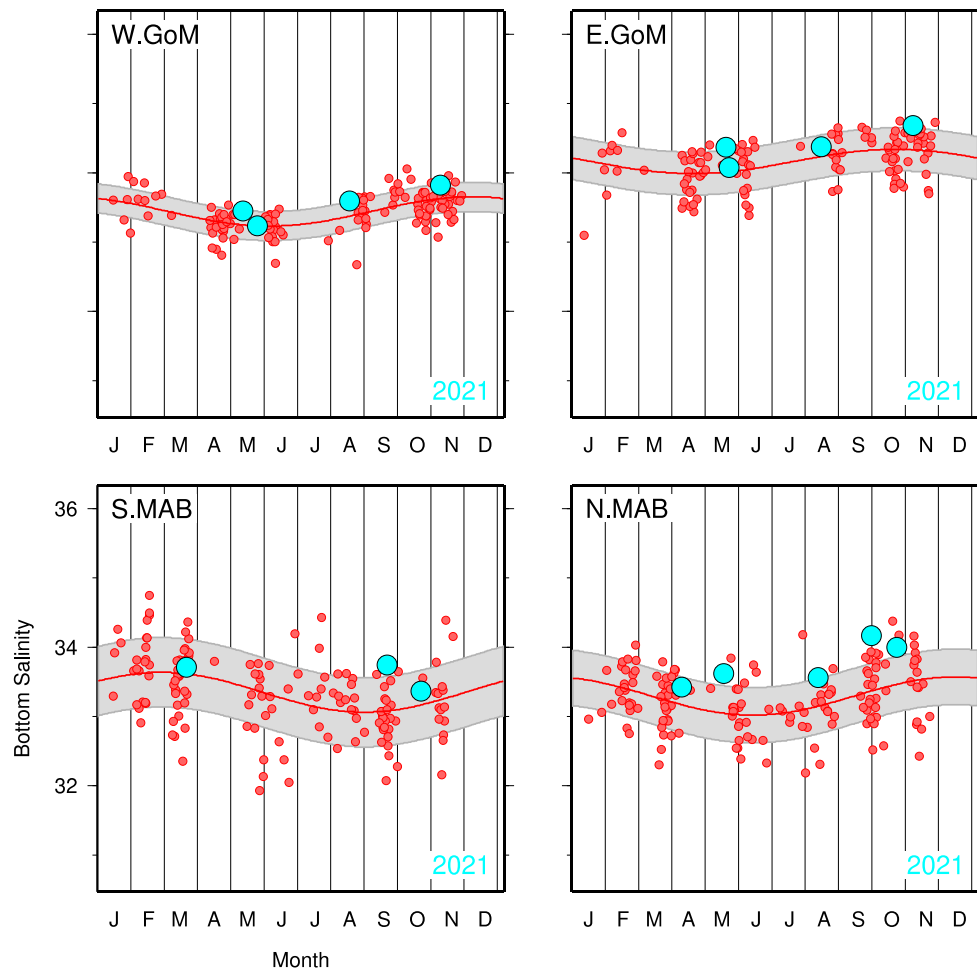 W.GoM
E.GoM
2021
2021
J F M A M J J A S O N D
J F M A M J J A S O N D
S.MAB
N.MAB
36
34
32
Bottom Salinity
2021
2021
J F M A M J J A S O N D
J F M A M J J A S O N D
Month